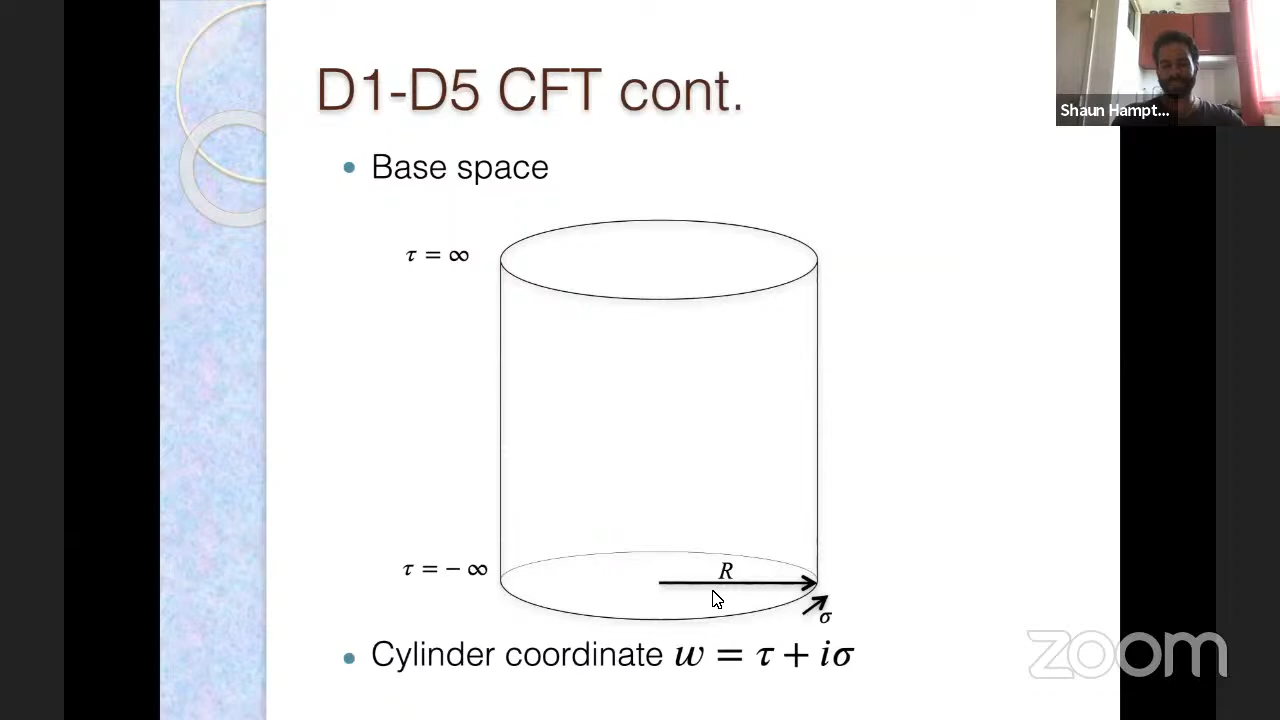 D1-D5 CFT cont.
Shaun Hampt...
• Base space
τ = ∞
τ = − ∞
R
σ
• Cylinder coordinate w = τ + iσ
zoom